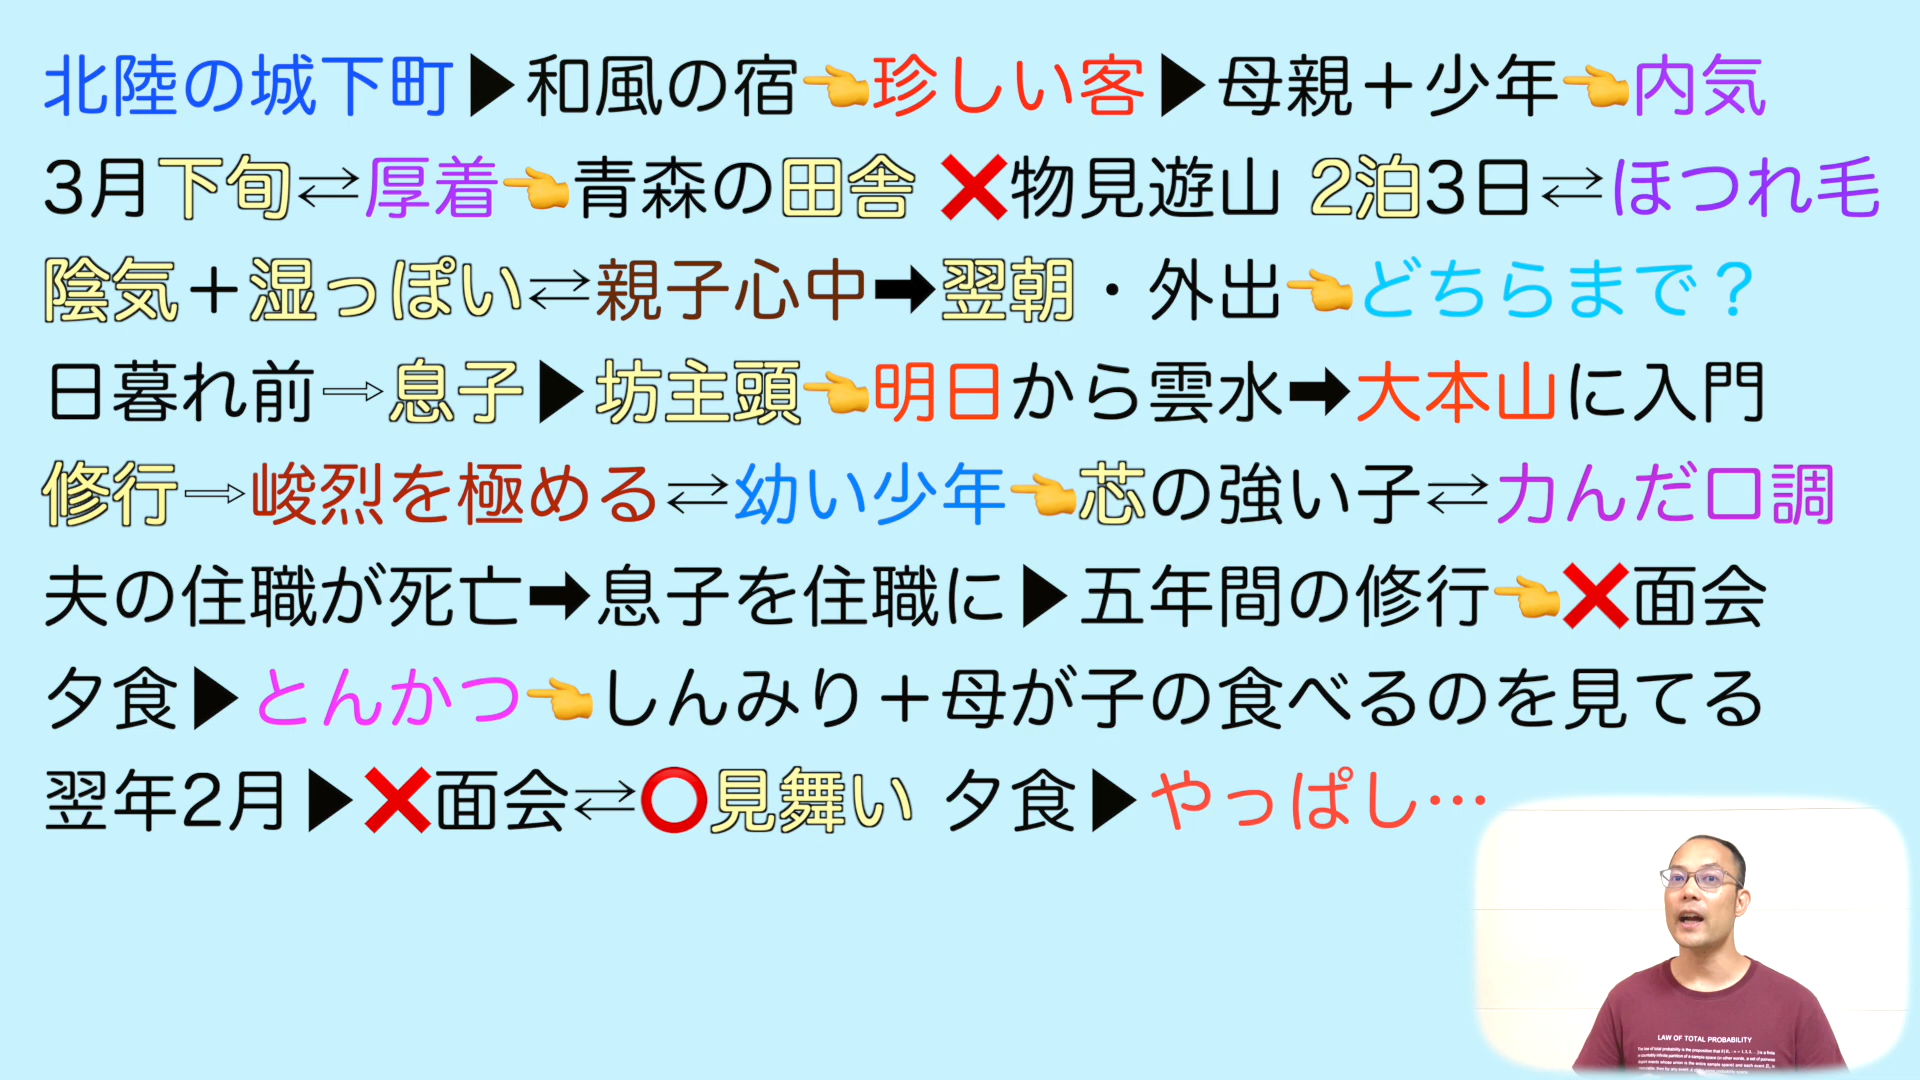 北陸の城下町▶和風の宿👈珍しい客▶母親＋少年👈内気
3月下旬⇄厚着👈青森の田舎 ❌物見遊山 2泊3日⇄ほつれ毛
陰気＋湿っぽい⇄親子心中➡翌朝・外出👈どちらまで？
日暮れ前⇨息子▶坊主頭👈明日から雲水➡大本山に入門
修行⇨峻烈を極める⇄幼い少年👈芯の強い子⇄力んだ口調
夫の住職が死亡➡息子を住職に▶五年間の修行👈❌面会
夕食▶とんかつ👈しんみり＋母が子の食べるのを見てる
翌年2月▶❌面会⇄⭕見舞い 夕食▶やっぱし…
LAW OF TOTAL PROBABILITY